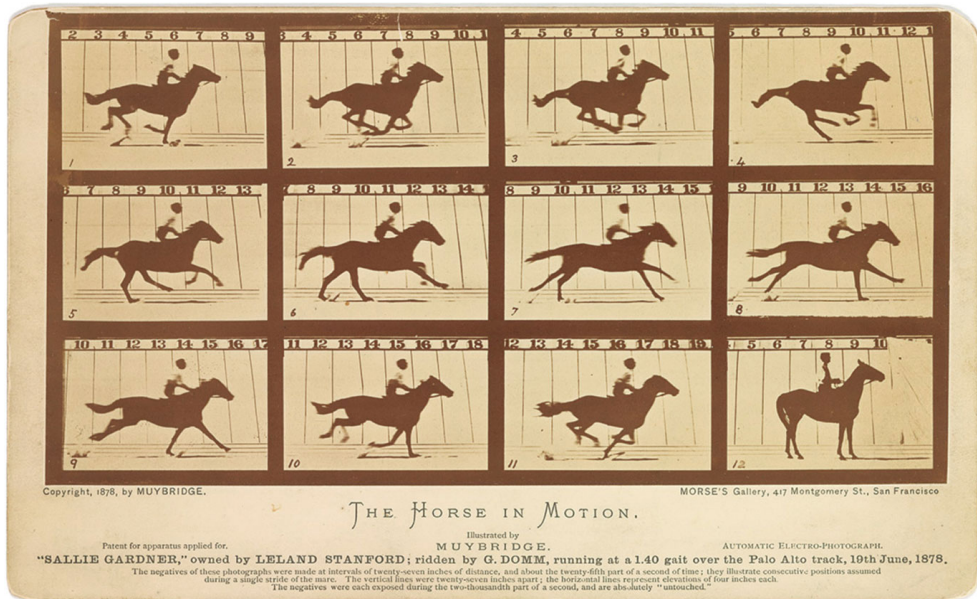 2 3 4 5 6 7 8 9
3 4 5 6 7 8 9 10 1
3 4 5 6 7 8 9 10 11
5 6 7 8 9 10 11 12 1
1
2
3
4
6 7 8 9 10 11 12 13
7 8 9 10 11 12 13 14 1
8 9 10 11 12 13 14 15 1
9 10 11 12 13 14 15 16
5
6
7
8
10 11 12 13 14 15 16 17
11 12 13 14 15 16 17 18
12 13 14 15 16 17 18 19
4 5 6 7 8 9 10
9
10
11
12
Copyright, 1878, by MUYBRIDGE.
MORSE'S Gallery, 417 Montgomery St., San Francisco
THE HORSE IN MOTION.
Illustrated by
MUYBRIDGE.
Patent for apparatus applied for.
AUTOMATIC ELECTRO-PHOTOGRAPH.
"SALLIE GARDNER," owned by LELAND STANFORD; ridden by G. DOMM, running at a 1.40 gait over the Palo Alto track, 19th June, 1878.
The negatives of these photographs were made at intervals of twenty-seven inches of distance, and about the twenty-fifth part of a second of time; they illustrate consecutive positions assumed
during a single stride of the mare. The vertical lines were twenty-seven inches apart; the horizontal lines represent elevations of four inches each.
The negatives were each exposed during the two-thousandth part of a second, and are absolutely "untouched."